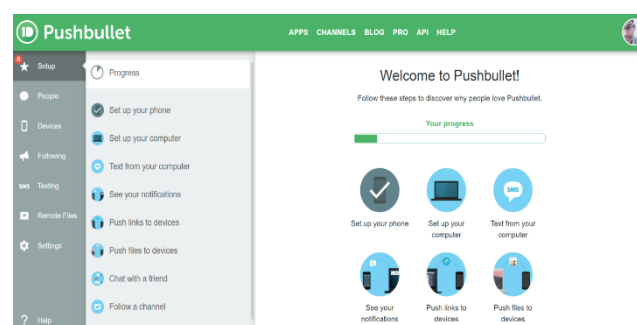 Pushbullet
APPS CHANNELS BLOG PRO API HELP
Setup
People
Devices
Following
SMS Texting
Remote Files
Settings
? Help
Progress
Set up your phone
Set up your computer
Text from your computer
See your notifications
Push links to devices
Push files to devices
Chat with a friend
Follow a channel
Welcome to Pushbullet!
Follow these steps to discover why people love Pushbullet.
Your progress
SMS
Set up your phone
Set up your
computer
Text from your
computer
See your
notifications
Push links to
devices
Push files to
devices